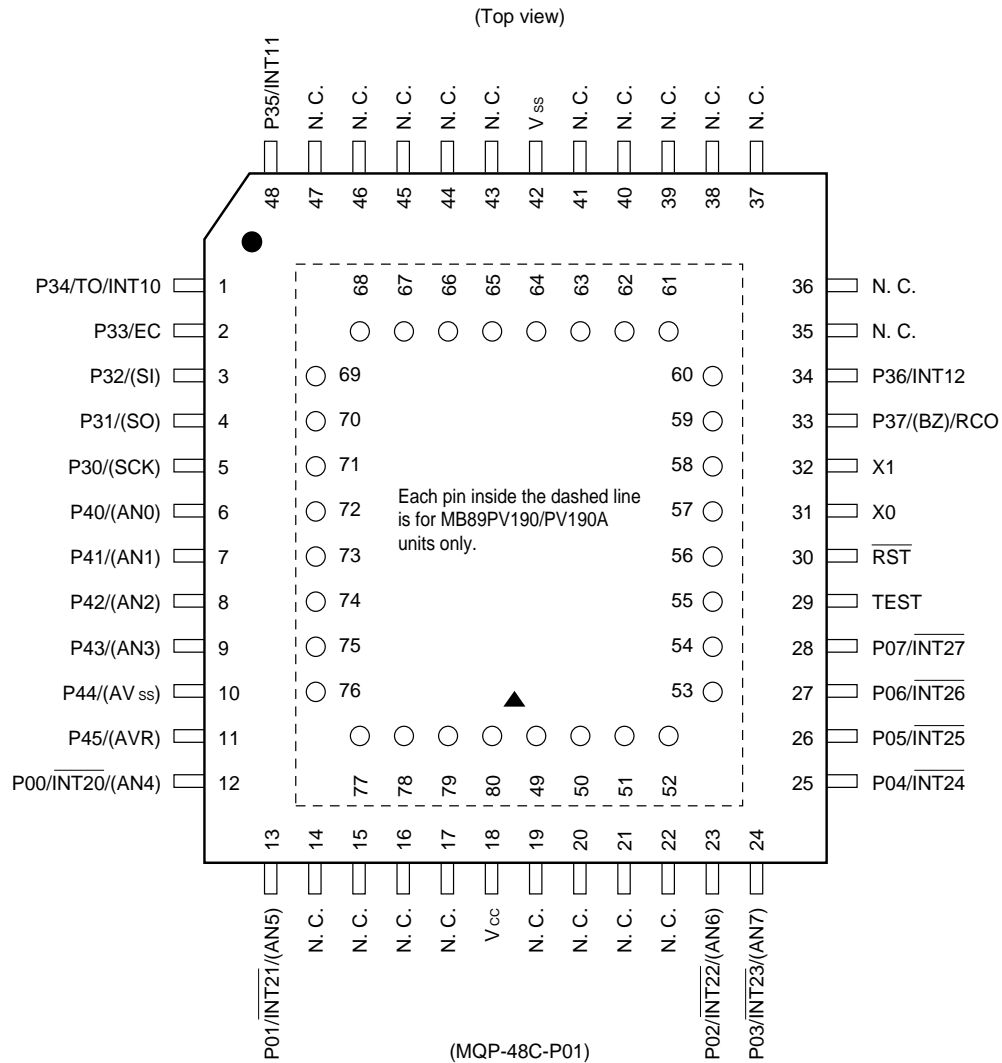 (Top view)
P35/INT11
N. C.
N. C.
N. C.
N. C.
N. C.
Vss
N. C.
N. C.
N. C.
N. C.
N. C.
48 47 46 45 44 43 42 41 40 39 38 37
P34/TO/INT10 1
P33/EC 2
P32/(SI) 3
P31/(SO) 4
P30/(SCK) 5
P40/(AN0) 6
P41/(AN1) 7
P42/(AN2) 8
P43/(AN3) 9
P44/(AVss) 10
P45/(AVR) 11
P00/INT20/(AN4) 12
68 67 66 65 64 63 62 61
69
70
71
72
73
74
75
76
Each pin inside the dashed line
is for MB89PV190/PV190A
units only.
60
59
58
57
56
55
54
53
77 78 79 80 49 50 51 52
36 N. C.
35 N. C.
34 P36/INT12
33 P37/(BZ)/RCO
32 X1
31 X0
30 RST
29 TEST
28 P07/INT27
27 P06/INT26
26 P05/INT25
25 P04/INT24
13 14 15 16 17 18 19 20 21 22 23 24
P01/INT21/(AN5)
N. C.
N. C.
N. C.
N. C.
Vcc
N. C.
N. C.
N. C.
N. C.
P02/INT22/(AN6)
P03/INT23/(AN7)
(MQP-48C-P01)